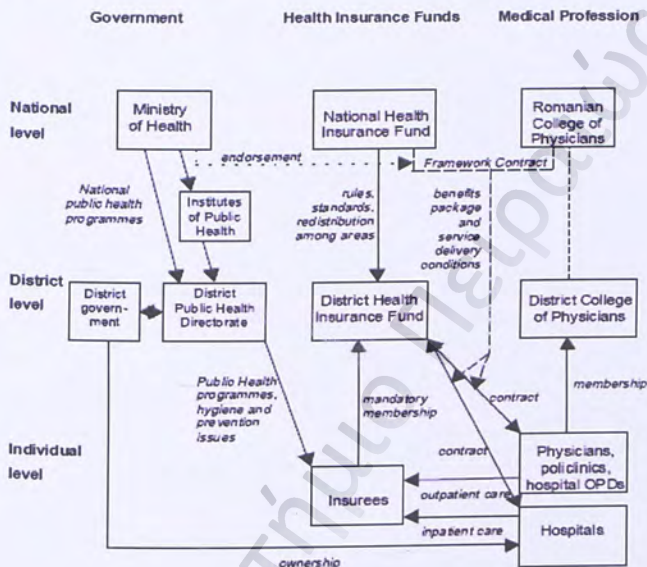 Government
Health Insurance Funds
Medical Profession
National
level
Ministry
of Health
National Health
Insurance Fund
Romanian
College of
Physicians
endorsement
Framework Contract
National
public health
programmes
Institutes
of Public
Health
rules,
standards,
redistribution
among areas
benefits
package
and
service
delivery
conditions
District
level
District
govern-
ment
District
Public Health
Directorate
District Health
Insurance Fund
District College
of Physicians
Public Health
programmes,
hygiene and
prevention
issues
mandatory
membership
contract
membership
Individual
level
contract
Physicians,
policlinics,
hospital OPDs
Insurees
outpatient care
Hospitals
inpatient care
ownership